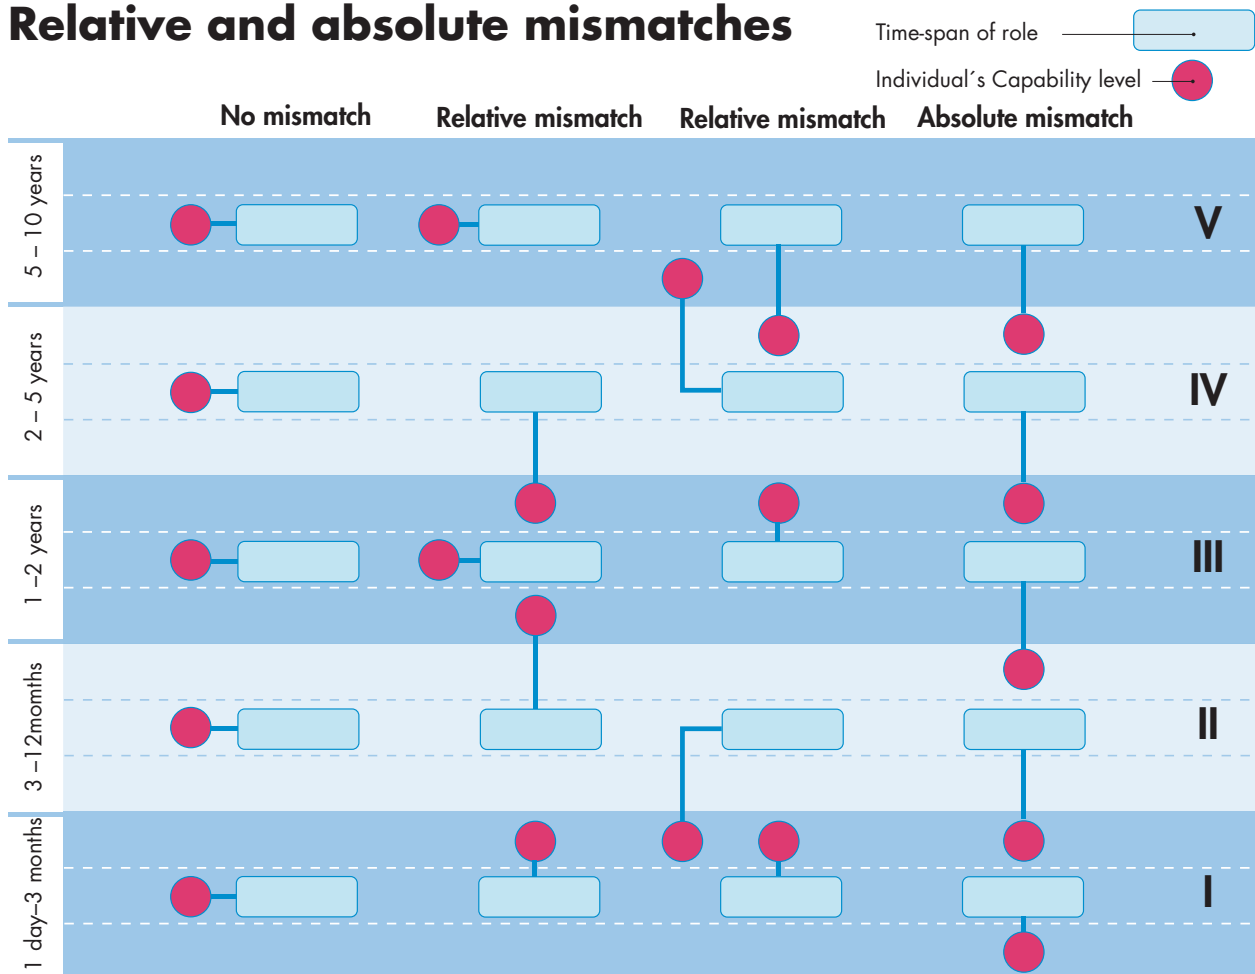 Relative and absolute mismatches
Time-span of role
Individual´s Capability level
No mismatch
Relative mismatch
Relative mismatch
Absolute mismatch
5 – 10 years
V
2 – 5 years
IV
1 –2 years
III
3 –12momths
II
1 day–3 months
I